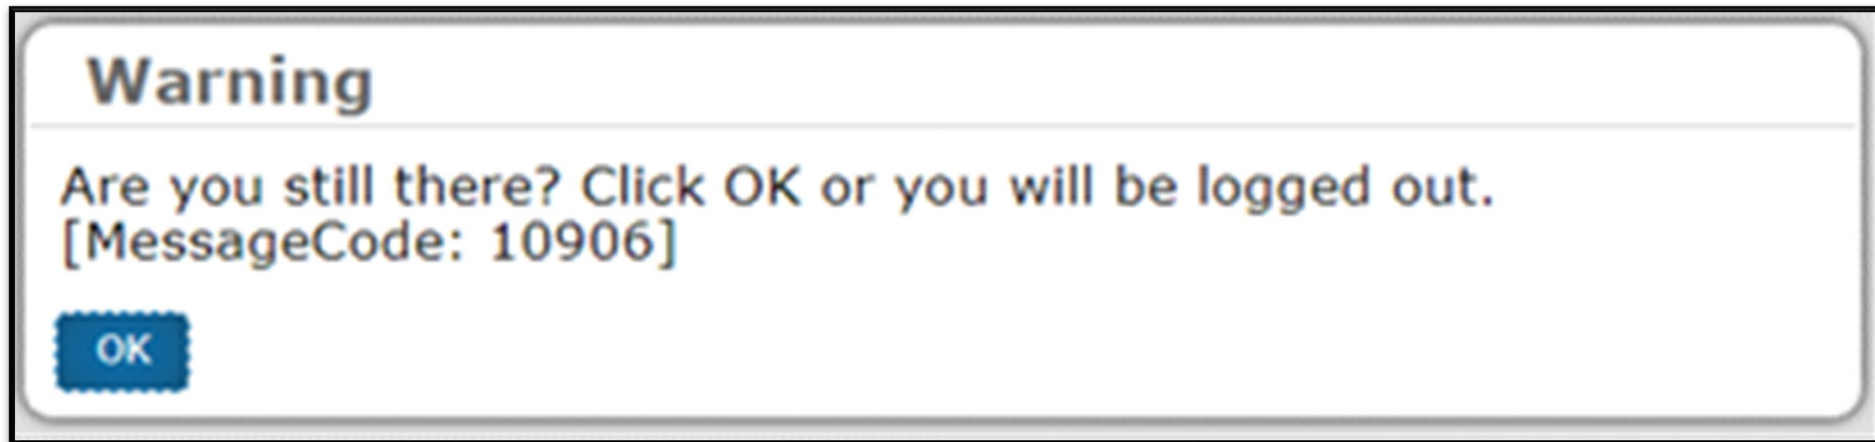 Warning
Are you still there? Click OK or you will be logged out.
[MessageCode: 10906]
OK